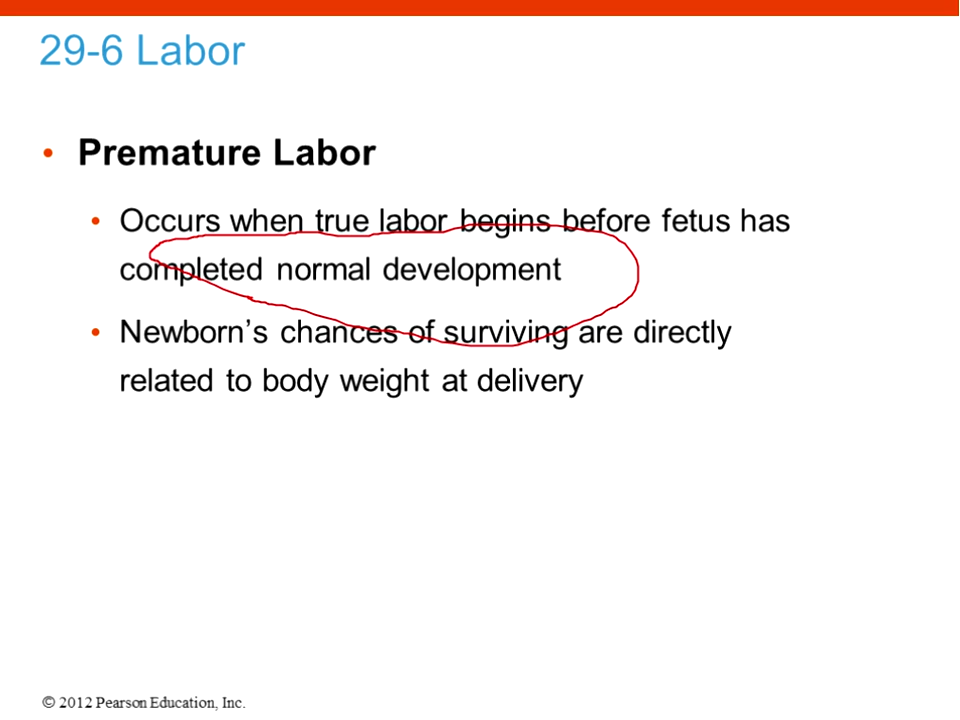 29-6 Labor
• Premature Labor
• Occurs when true labor begins before fetus has
completed normal development
• Newborn’s chances of surviving are directly
related to body weight at delivery
© 2012 Pearson Education, Inc.